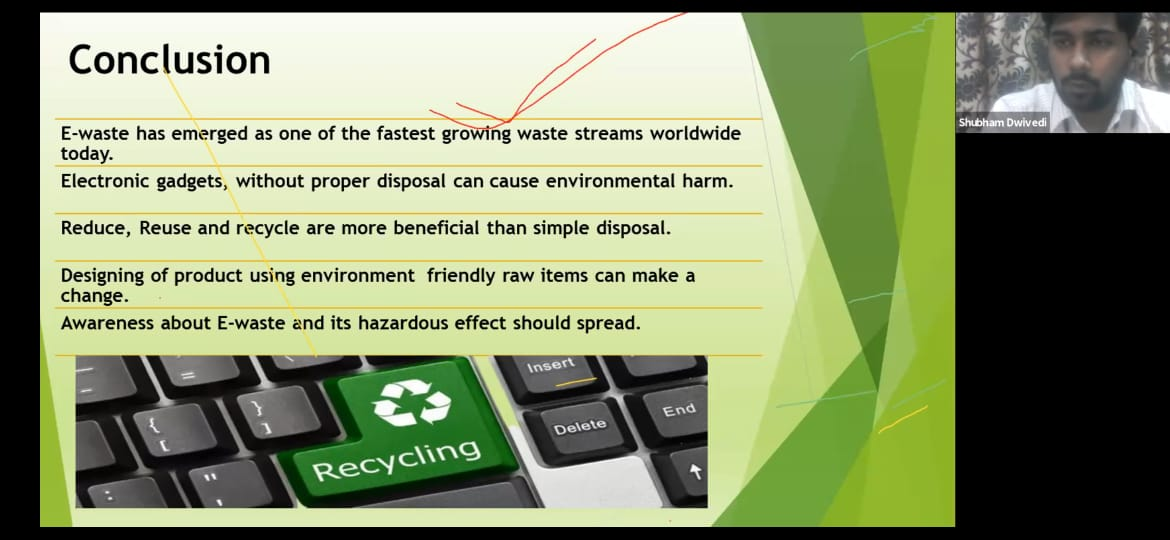 Conclusion
E-waste has emerged as one of the fastest growing waste streams worldwide
today.
Electronic gadgets, without proper disposal can cause environmental harm.
Reduce, Reuse and recycle are more beneficial than simple disposal.
Designing of product using environment  friendly raw items can make a
change.
Awareness about E-waste and its hazardous effect should spread.
Insert
Delete
End
Recycling
=
{
[
}
]
"
'
:
;
Shubham Dwivedi